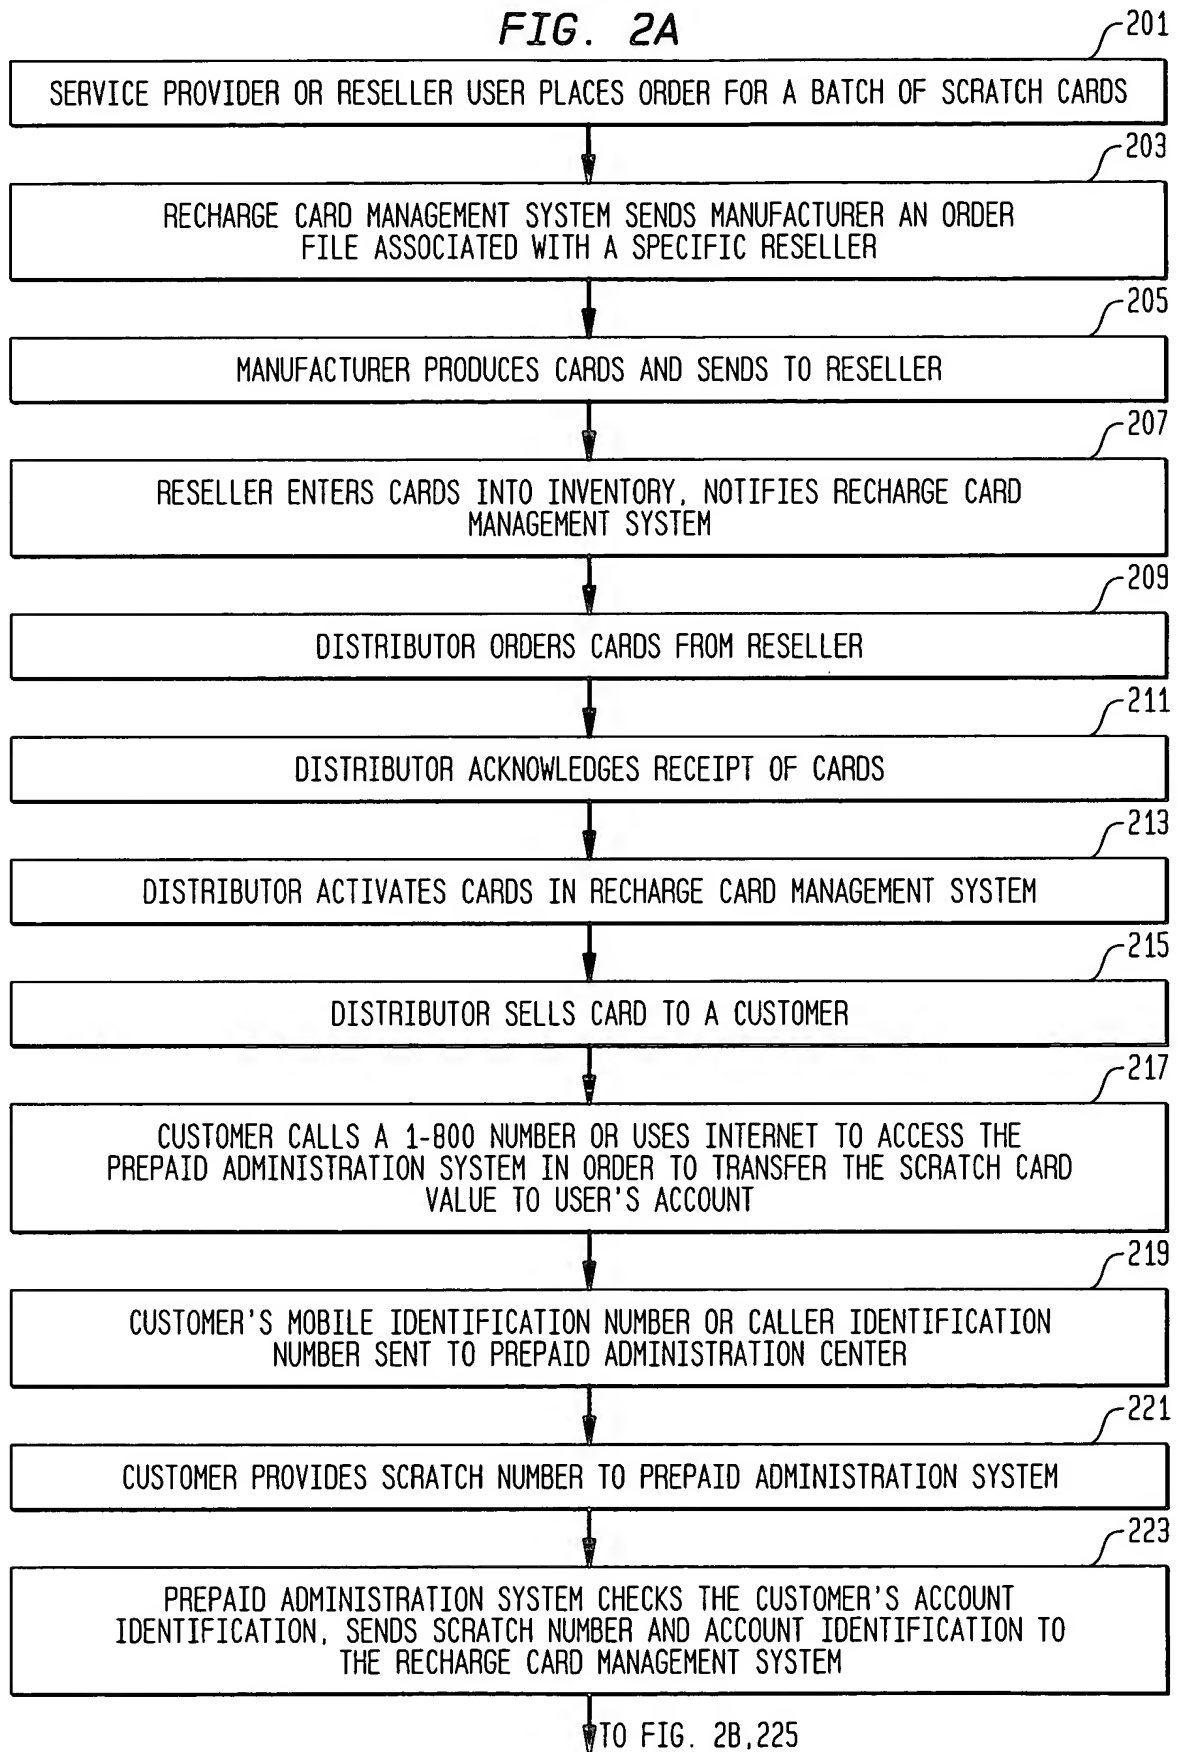 FIG. 2A
201
SERVICE PROVIDER OR RESELLER USER PLACES ORDER FOR A BATCH OF SCRATCH CARDS
203
RECHARGE CARD MANAGEMENT SYSTEM SENDS MANUFACTURER AN ORDER
FILE ASSOCIATED WITH A SPECIFIC RESELLER
205
MANUFACTURER PRODUCES CARDS AND SENDS TO RESELLER
207
RESELLER ENTERS CARDS INTO INVENTORY, NOTIFIES RECHARGE CARD
MANAGEMENT SYSTEM
209
DISTRIBUTOR ORDERS CARDS FROM RESELLER
211
DISTRIBUTOR ACKNOWLEDGES RECEIPT OF CARDS
213
DISTRIBUTOR ACTIVATES CARDS IN RECHARGE CARD MANAGEMENT SYSTEM
215
DISTRIBUTOR SELLS CARD TO A CUSTOMER
217
CUSTOMER CALLS A 1-800 NUMBER OR USES INTERNET TO ACCESS THE
PREPAID ADMINISTRATION SYSTEM IN ORDER TO TRANSFER THE SCRATCH CARD
VALUE TO USER'S ACCOUNT
219
CUSTOMER'S MOBILE IDENTIFICATION NUMBER OR CALLER IDENTIFICATION
NUMBER SENT TO PREPAID ADMINISTRATION CENTER
221
CUSTOMER PROVIDES SCRATCH NUMBER TO PREPAID ADMINISTRATION SYSTEM
223
PREPAID ADMINISTRATION SYSTEM CHECKS THE CUSTOMER'S ACCOUNT
IDENTIFICATION, SENDS SCRATCH NUMBER AND ACCOUNT IDENTIFICATION TO
THE RECHARGE CARD MANAGEMENT SYSTEM
TO FIG. 2B,225